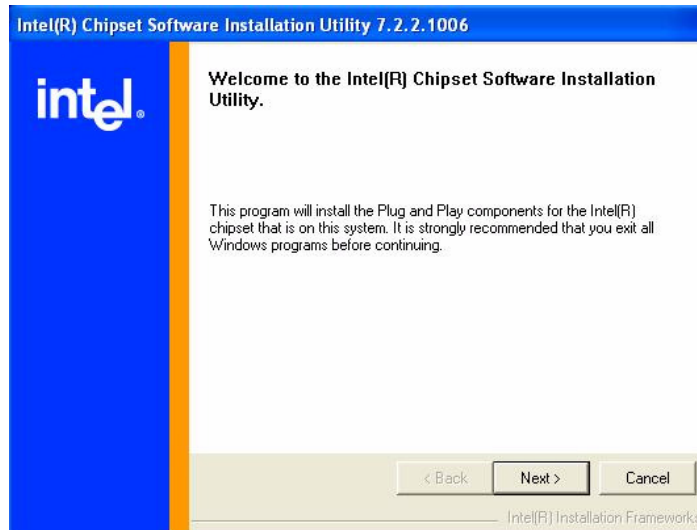 Intel(R) Chipset Software Installation Utility 7.2.2.1006
intel®
Welcome to the Intel(R) Chipset Software Installation
Utility.
This program will install the Plug and Play components for the Intel(R)
chipset that is on this system. It is strongly recommended that you exit all
Windows programs before continuing.
< Back
Next >
Cancel
Intel(R) Installation Framework